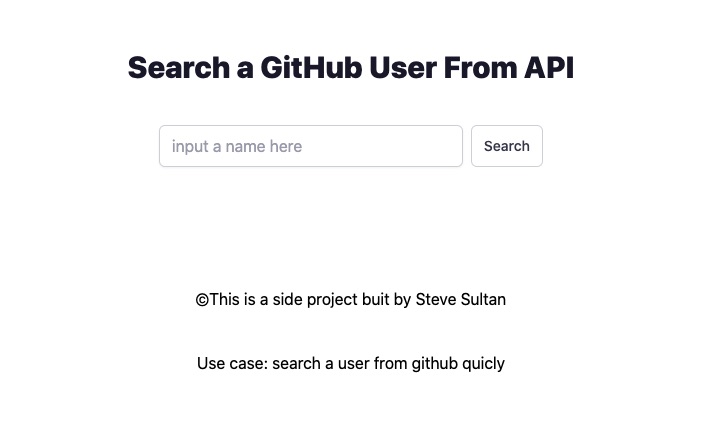 Search a GitHub User From API
input a name here
Search
©This is a side project buit by Steve Sultan
Use case: search a user from github quicly